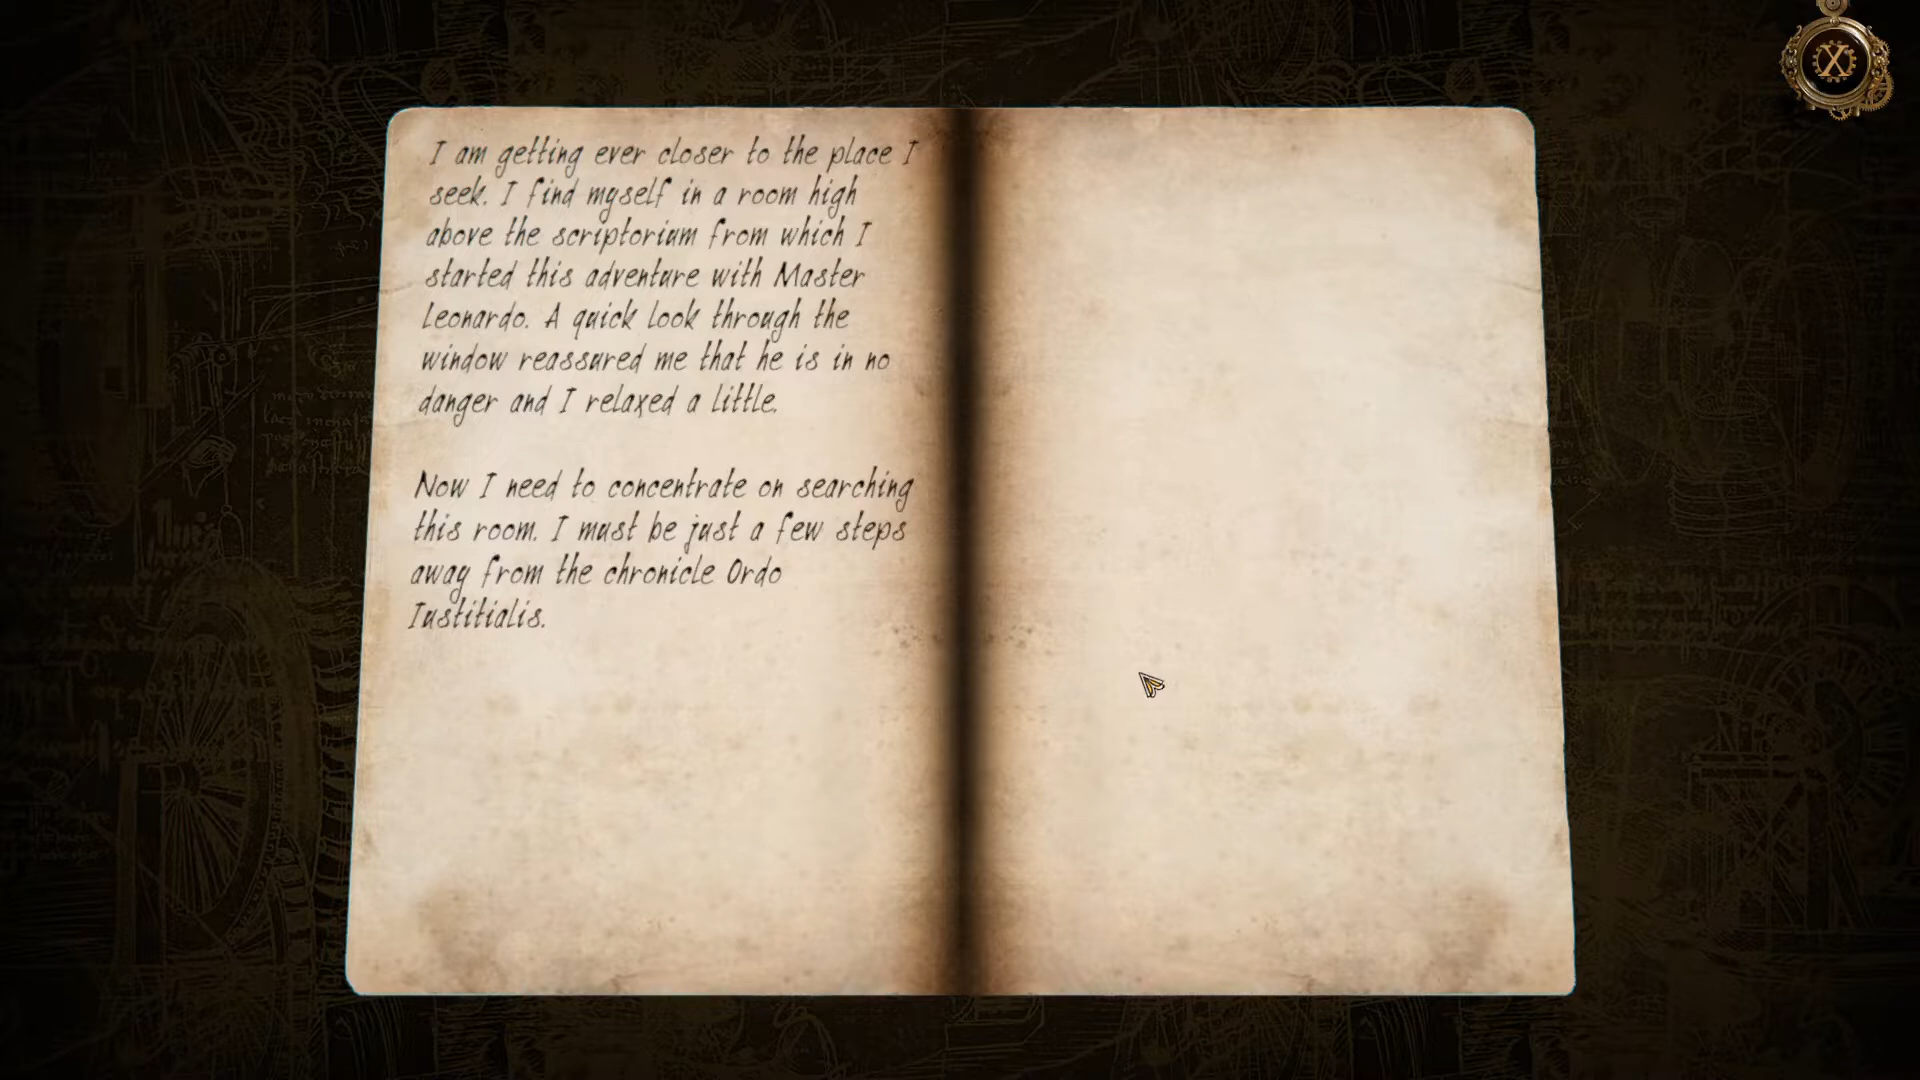 I am getting ever closer to the place I
seek. I find myself in a room high
above the scriptorium from which I
started this adventure with Master
Leonardo. A quick look through the
window reassured me that he is in no
danger and I relaxed a little.
Now I need to concentrate on searching
this room. I must be just a few steps
away from the chronicle Ordo
Iustitialis.
X